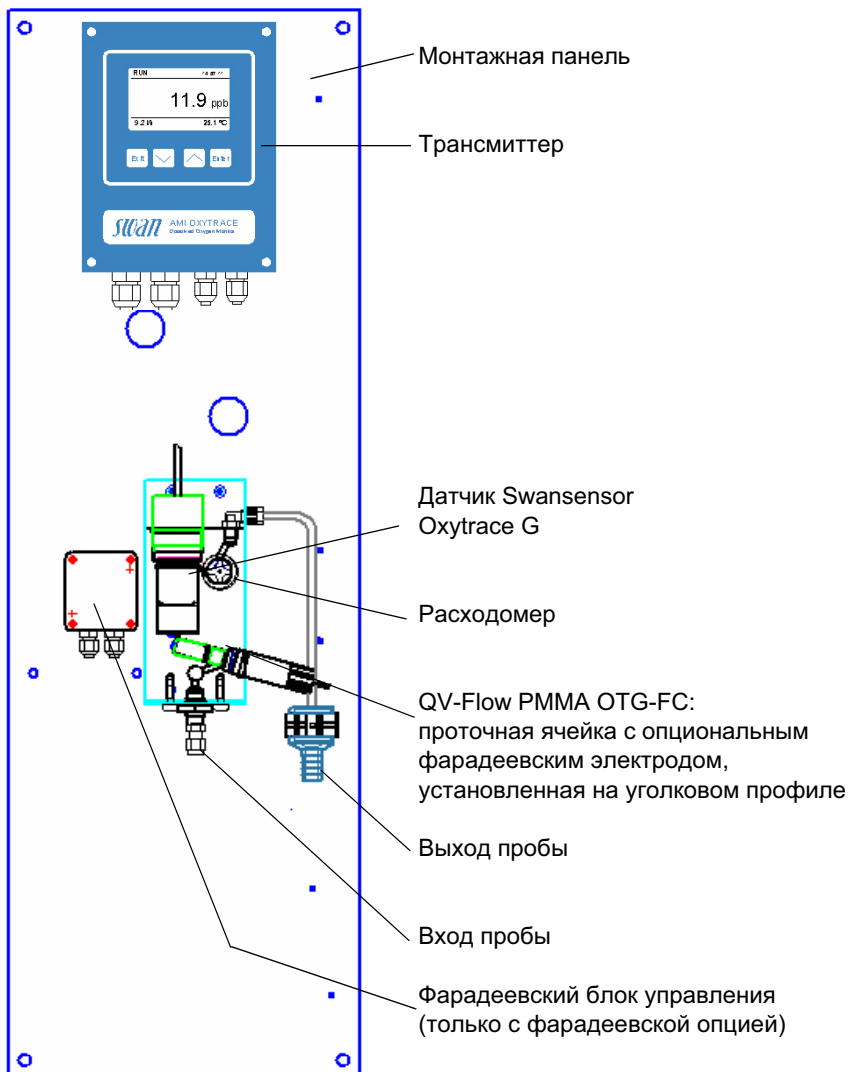 Монтажная панель
RUN
11.9 ppb
9.2 l/h 25.1 ºC
Трансмиттер
Exit Enter
swan AMI OXYTRACE
Dissolved Oxygen Monitor
Датчик Swansensor
Oxytrace G
Расходомер
QV-Flow PMMA OTG-FC:
проточная ячейка с опциональным
фарадеевским электродом,
установленная на уголковом профиле
Выход пробы
Вход пробы
Фарадеевский блок управления
(только с фарадеевской опцией)